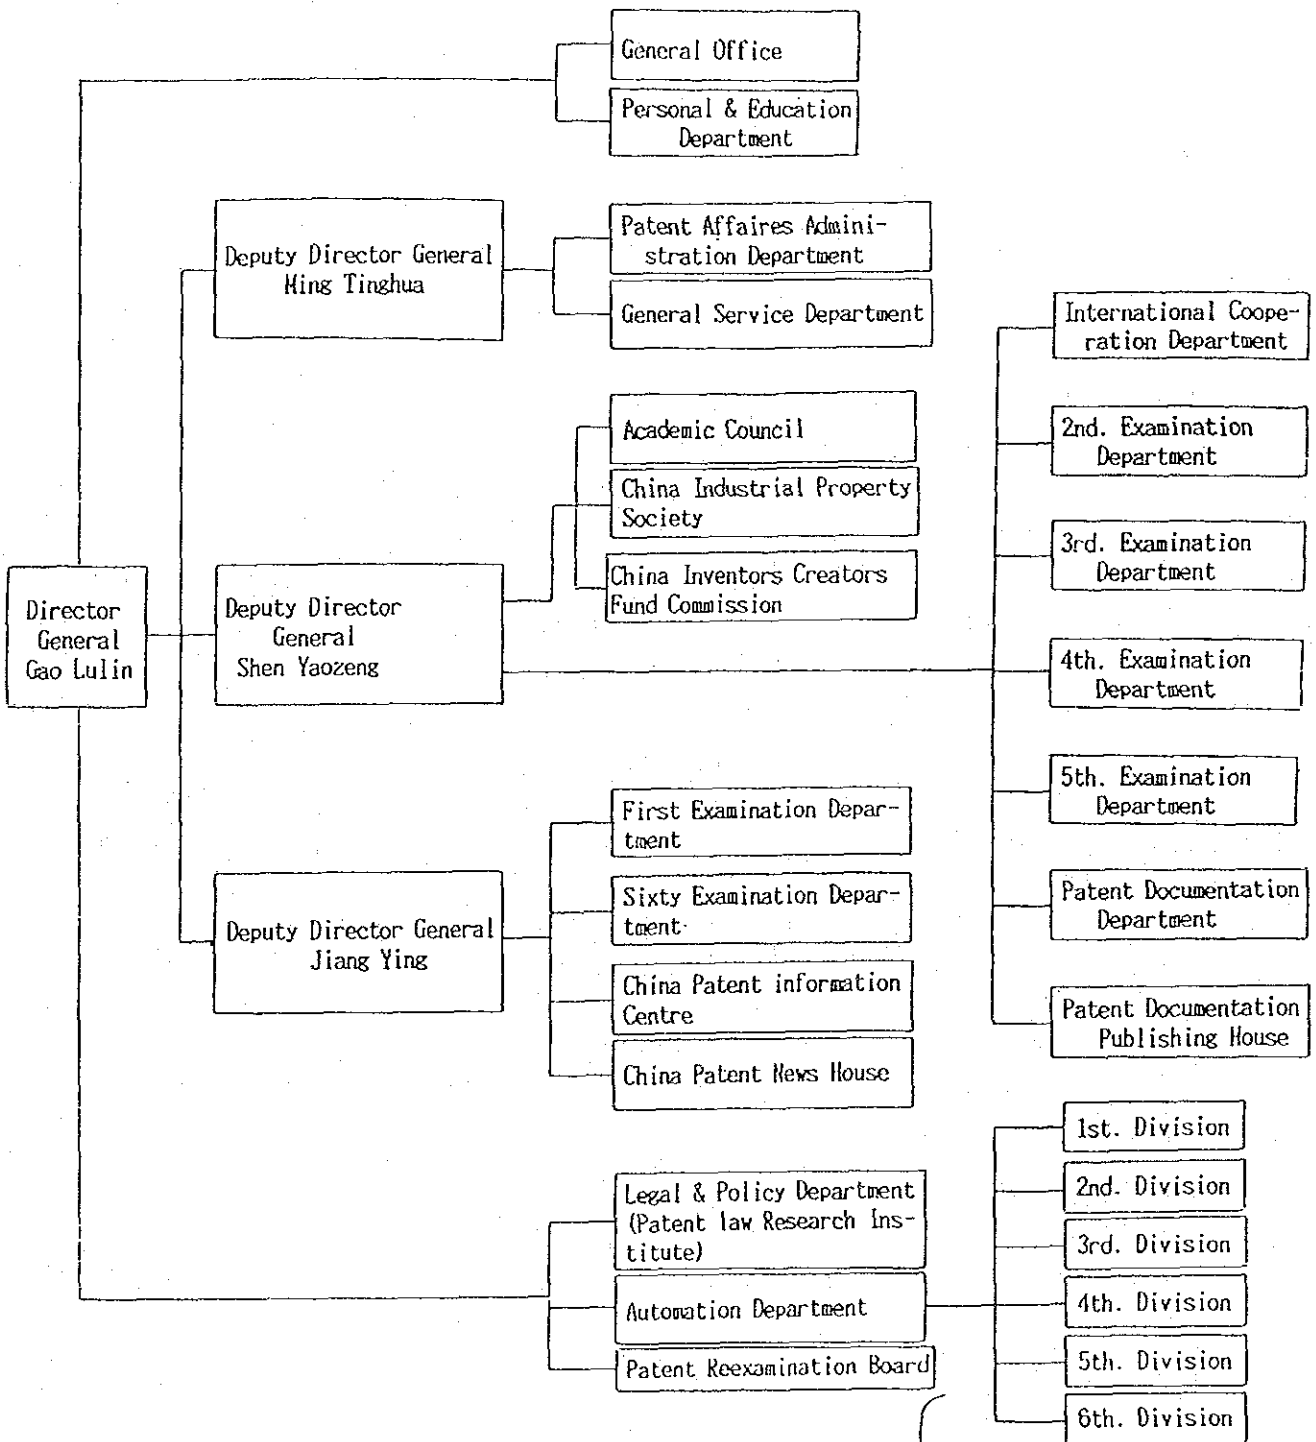 General Office
Personal & Education
Department
Deputy Director General
Ming Tinghua
Patent Affaires Admini-
stration Department
General Service Department
International Coope-
ration Department
Academic Council
China Industrial Property
Society
China Inventors Creators
Fund Commission
2nd. Examination
Department
3rd. Examination
Department
Director
General
Gao Lulin
Deputy Director
General
Shen Yaozeng
4th. Examination
Department
5th. Examination
Department
First Examination Depar-
tment
Sixty Examination Depar-
tment
Deputy Director General
Jiang Ying
China Patent information
Centre
China Patent News House
Patent Documentation
Department
Patent Documentation
Publishing House
Legal & Policy Department
(Patent law Research Ins-
titute)
Automation Department
Patent Reexamination Board
1st. Division
2nd. Division
3rd. Division
4th. Division
5th. Division
6th. Division